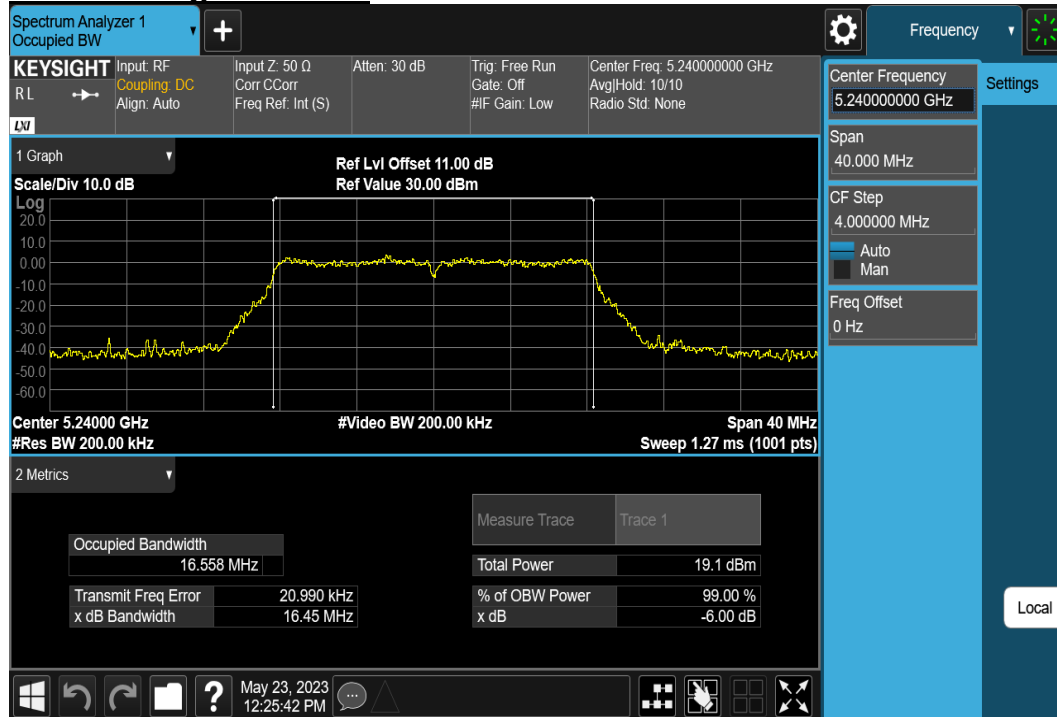 Spectrum Analyzer 1
Occupied BW
+
Frequency
KEYSIGHT
RL
LXI
Input: RF
Coupling: DC
Align: Auto
Input Z: 50 Ω
Corr CCorr
Freq Ref: Int (S)
Atten: 30 dB
Trig: Free Run
Gate: Off
#IF Gain: Low
Center Freq: 5.240000000 GHz
Avg|Hold: 10/10
Radio Std: None
Center Frequency
5.240000000 GHz
Settings
Span
40.000 MHz
CF Step
4.000000 MHz
Auto
Man
Freq Offset
0 Hz
Local
1 Graph
Scale/Div 10.0 dB
Ref Lvl Offset 11.00 dB
Ref Value 30.00 dBm
Log
20.0
10.0
0.00
-10.0
-20.0
-30.0
-40.0
-50.0
-60.0
Center 5.24000 GHz
#Res BW 200.00 kHz
#Video BW 200.00 kHz
Span 40 MHz
Sweep 1.27 ms (1001 pts)
2 Metrics
Measure Trace Trace 1
Occupied Bandwidth
16.558 MHz
Total Power 19.1 dBm
Transmit Freq Error 20.990 kHz
% of OBW Power 99.00 %
x dB Bandwidth 16.45 MHz
x dB -6.00 dB
?
May 23, 2023
12:25:42 PM